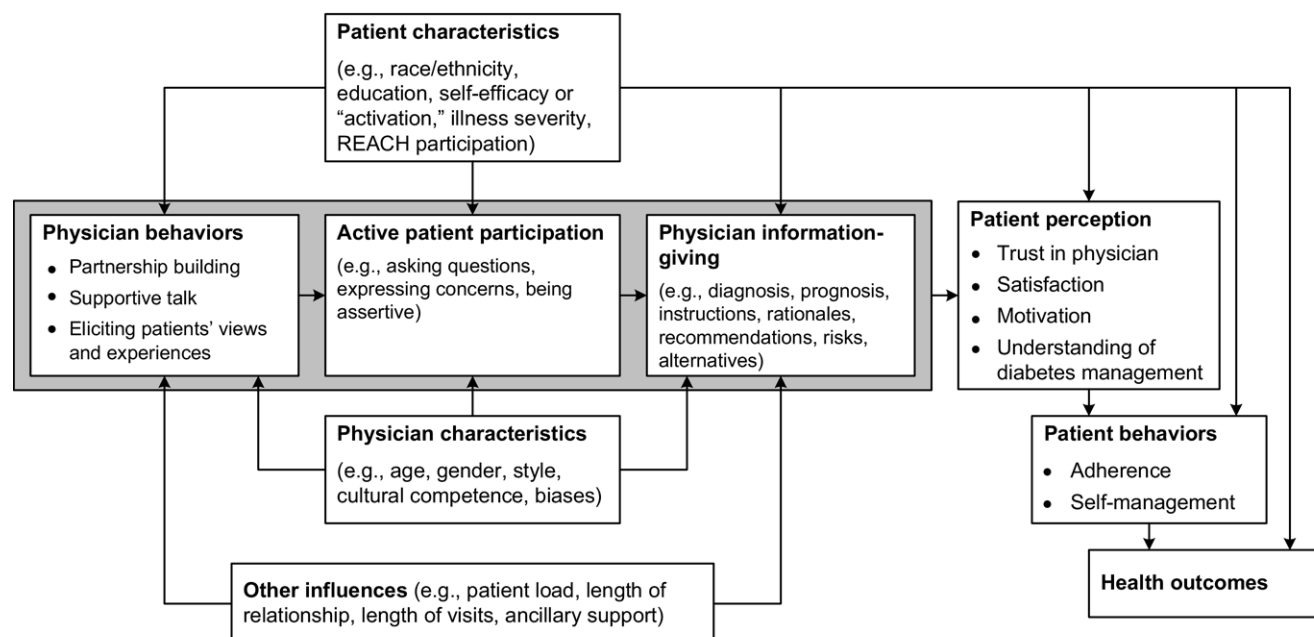 Patient characteristics
(e.g., race/ethnicity,
education, self-efficacy or
“activation,” illness severity,
REACH participation)
Physician behaviors
• Partnership building
• Supportive talk
• Eliciting patients’ views
and experiences
Active patient participation
(e.g., asking questions,
expressing concerns, being
assertive)
Physician information-
giving
(e.g., diagnosis, prognosis,
instructions, rationales,
recommendations, risks,
alternatives)
Patient perception
• Trust in physician
• Satisfaction
• Motivation
• Understanding of
diabetes management
Physician characteristics
(e.g., age, gender, style,
cultural competence, biases)
Patient behaviors
• Adherence
• Self-management
Other influences (e.g., patient load, length of
relationship, length of visits, ancillary support)
Health outcomes